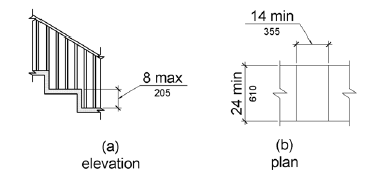 14 min
355
8 max
205
24 min
610
(a)
elevation
(b)
plan